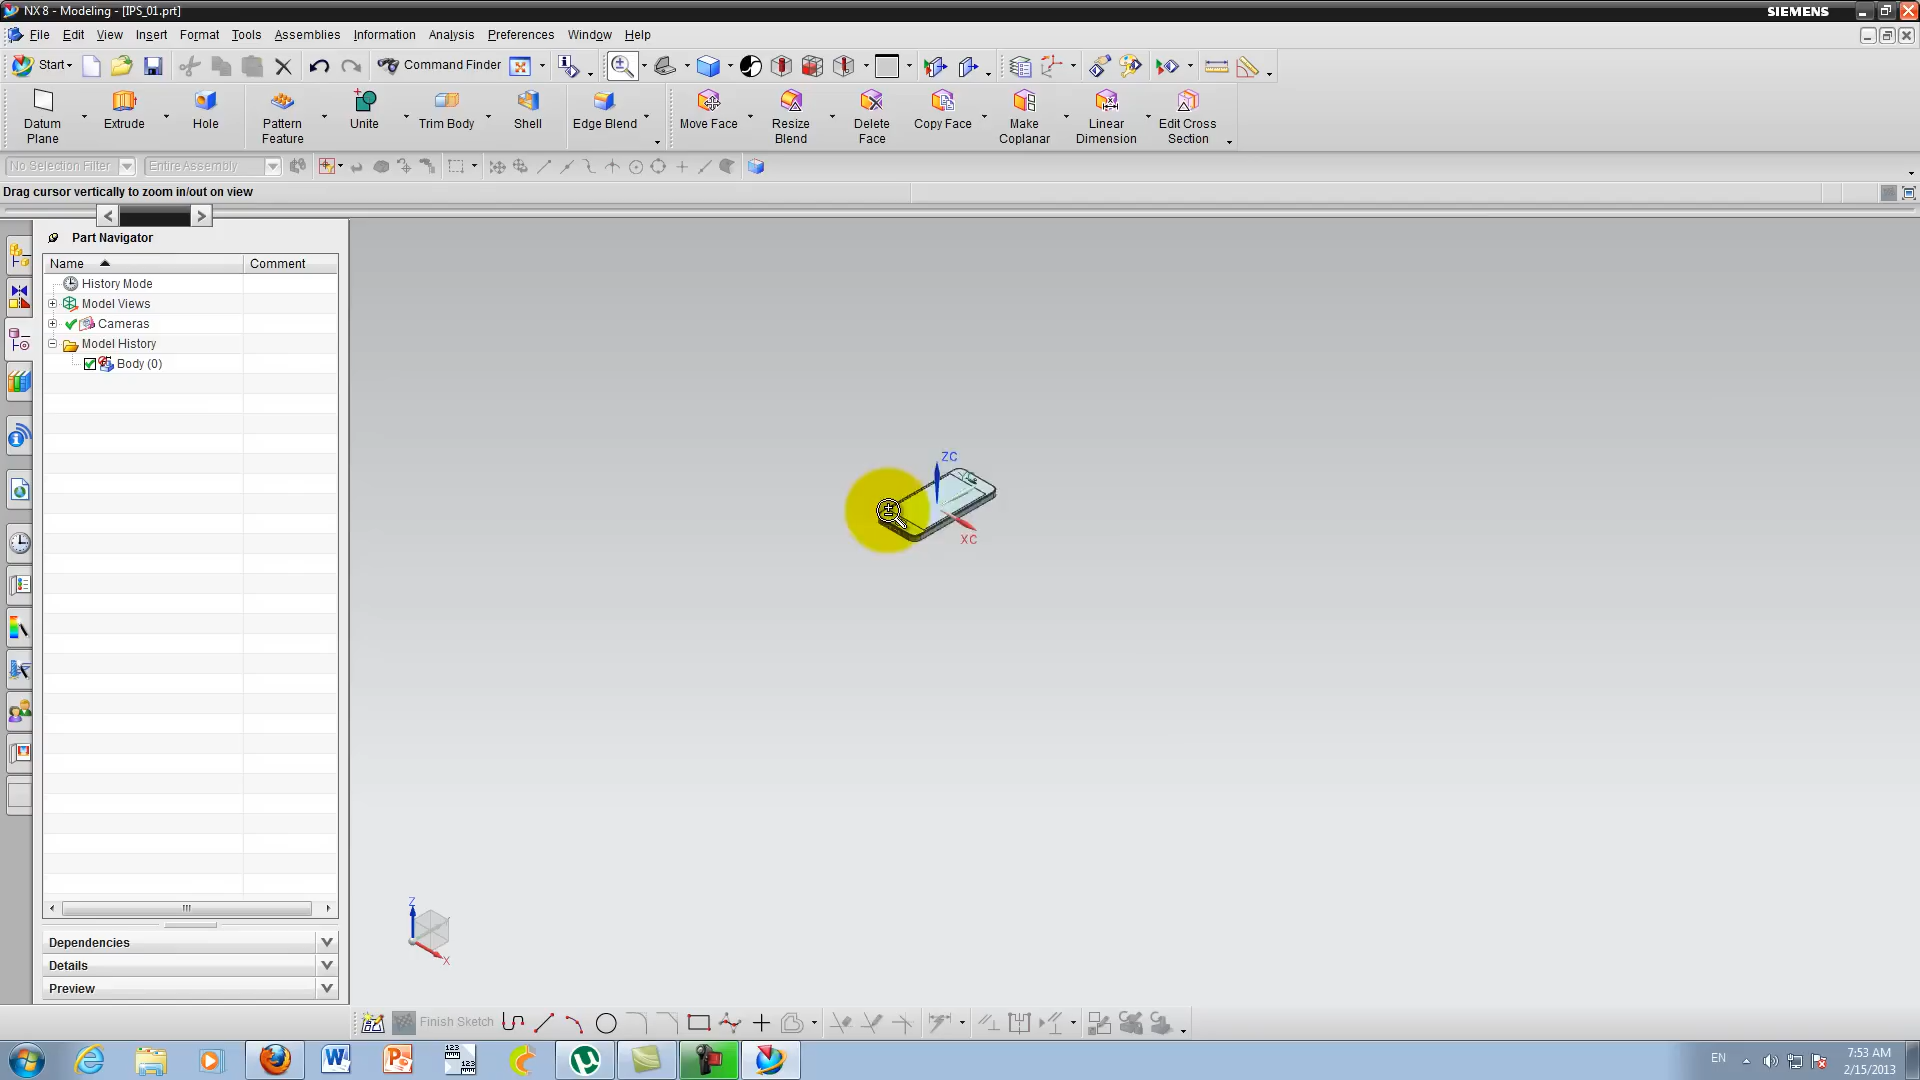 NX 8 - Modeling - [IPS_01.prt]
SIEMENS
File Edit View Insert Format Tools Assemblies Information Analysis Preferences Window Help
Start Command Finder
Datum Plane
Extrude
Hole
Pattern Feature
Unite
Trim Body
Shell
Edge Blend
Move Face
Resize Blend
Delete Face
Copy Face
Make Coplanar
Linear Dimension
Edit Cross Section
No Selection Filter
Entire Assembly
Drag cursor vertically to zoom in/out on view
Part Navigator
Name Comment
History Mode
Model Views
Cameras
Model History
Body (0)
ZC
XC
Z
X
Dependencies
Details
Preview
Finish Sketch
EN
7:53 AM
2/15/2013